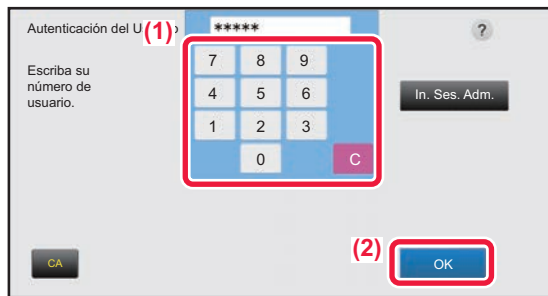 Autenticación del U o
(1)
*****
?
Escriba su
número de
usuario.
7 8 9
4 5 6
1 2 3
0 C
In. Ses. Adm.
(2)
CA
OK